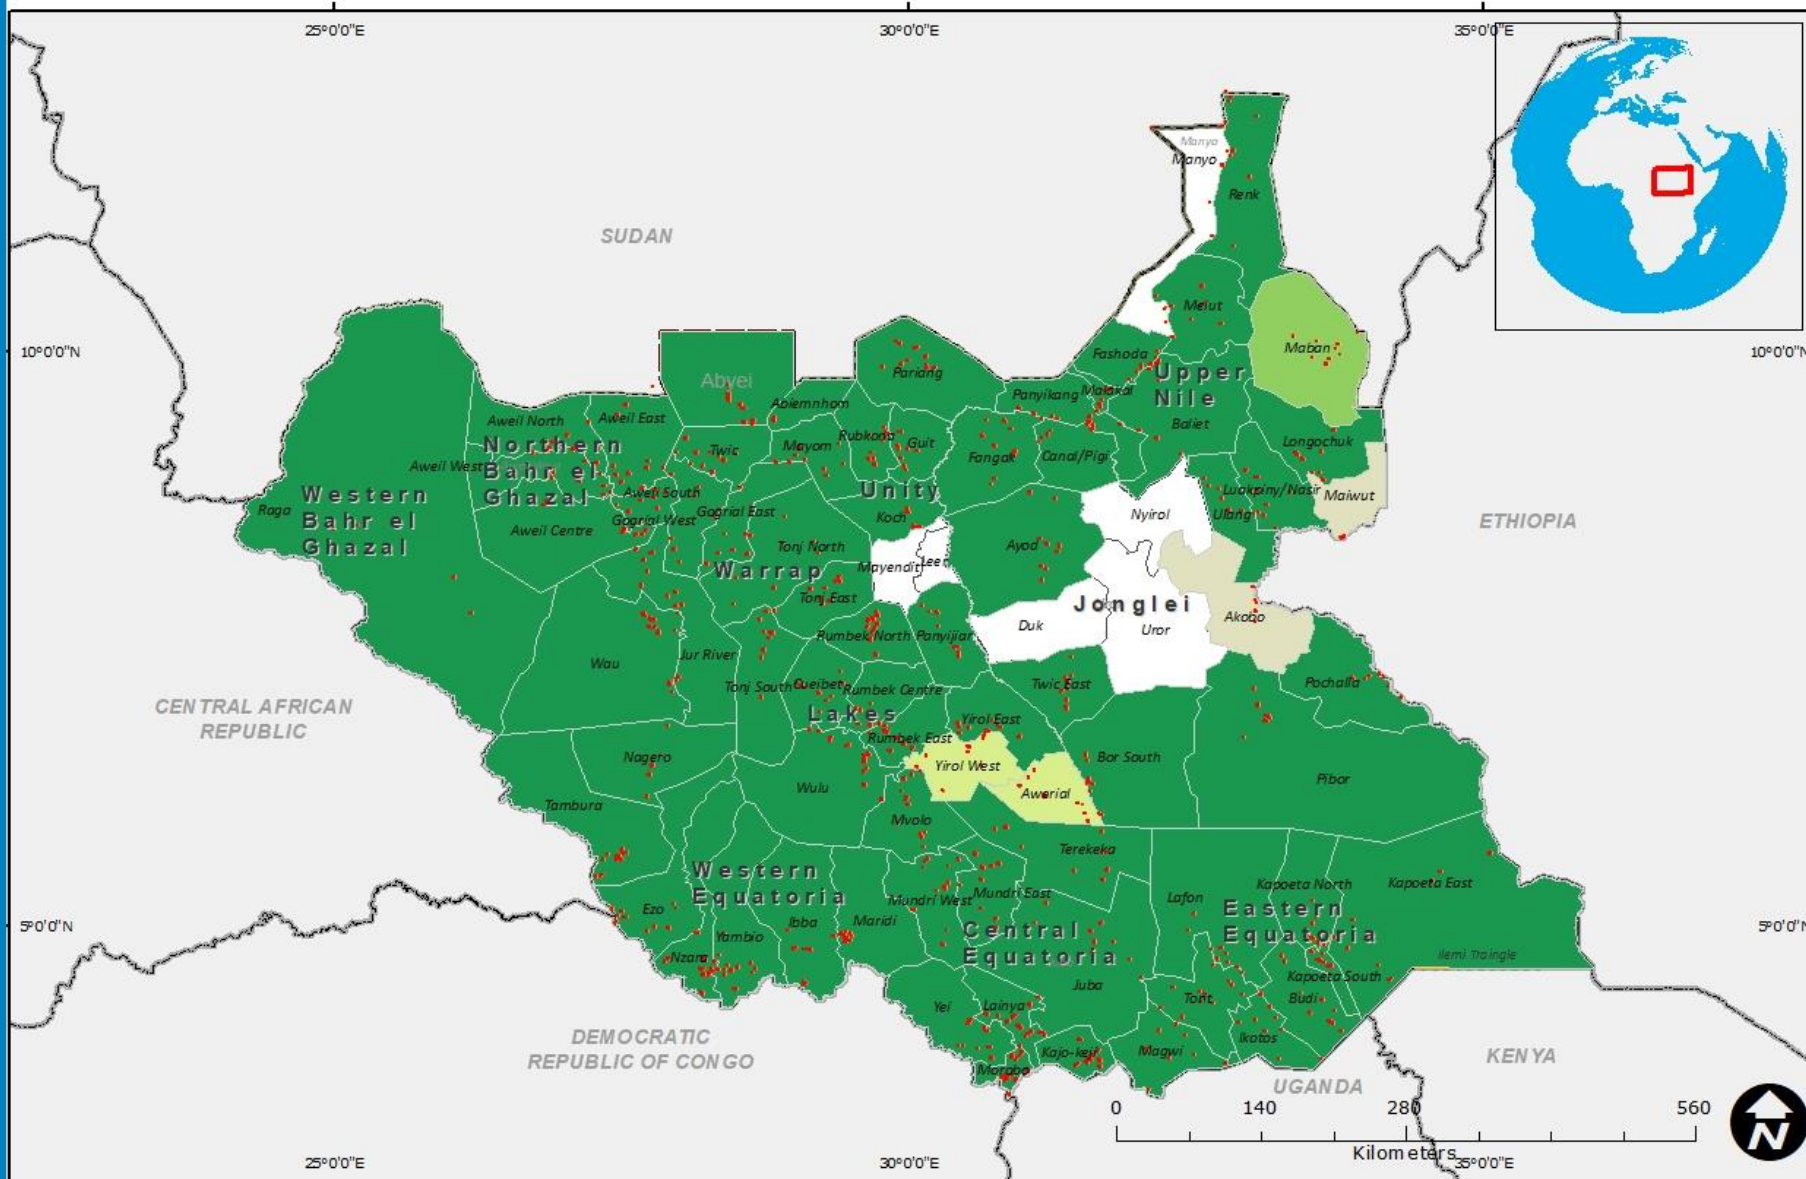 25°0'0"E
30°0'0"E
35°0'0"E
Manyo
Manyo
Renk
SUDAN
Melut
10°0'0"N
Maban
10°0'0"N
Fashoda
Pariang
Upper
Nile
Abyei
Panyikang
Malakal
Abiemnhom
Aweil North
Aweil East
Baliet
Northern
Bahr el
Ghazal
Rubkona
Guit
Mayom
Longochuk
Twic
Fangak
Canal/Pigi
Aweil West
Western
Bahr el
Ghazal
Unity
Aweil South
Luakpiny/Nasir
Maiwut
Raga
Gogrial West
Gogrial East
Koch
Nyirol
Ulang
ETHIOPIA
Aweil Centre
Tonj North
Ayod
Warrap
Mayendit
Leer
Tonj East
Jonglei
Akobo
Duk
Uror
Rumbek North
Panyijiar
Wau
Jur River
Tonj South
Cueibet
Rumbek Centre
Twic East
Pochalla
CENTRAL AFRICAN
REPUBLIC
Lakes
Yirol East
Rumbek East
Nagero
Yirol West
Bor South
Pibor
Wulu
Awerial
Tambura
Mvolo
Terekeka
Western
Equatoria
Kapoeta North
Kapoeta East
Mundri West
Mundri East
Lafon
Ezo
Ibba
Maridi
Eastern
Equatoria
5°0'0"N
5°0'0"N
Yambio
Central
Equatoria
Nzara
Ilemi Traingle
Kapoeta South
Juba
Yei
Lainya
Torit
Budi
DEMOCRATIC
REPUBLIC OF CONGO
Ikotos
Kajo-keji
Magwi
KENYA
Morobo
UGANDA
0
140
280
560
Kilometers
N
25°0'0"E
30°0'0"E
35°0'0"E